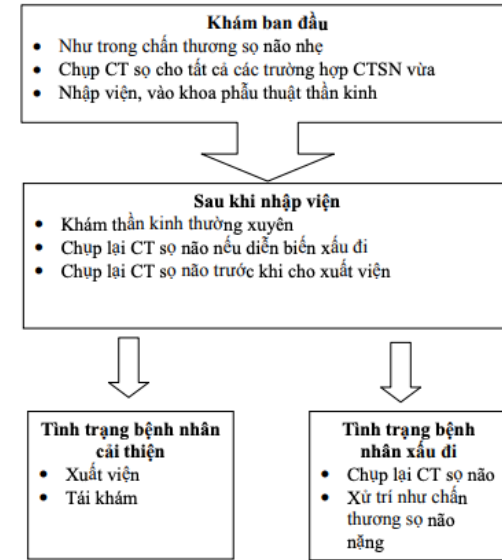 Khám ban đầu
• Như trong chấn thương sọ não nhẹ
• Chụp CT sọ cho tất cả các trường hợp CTSN vừa
• Nhập viện, vào khoa phẫu thuật thần kinh
Sau khi nhập viện
• Khám thần kinh thường xuyên
• Chụp lại CT sọ não nếu diễn biến xấu đi
• Chụp lại CT sọ não trước khi cho xuất viện
Tình trạng bệnh nhân
cải thiện
• Xuất viện
• Tái khám
Tình trạng bệnh
nhân xấu đi
• Chụp lại CT sọ não
• Xử trí như chấn
thương sọ não
nặng